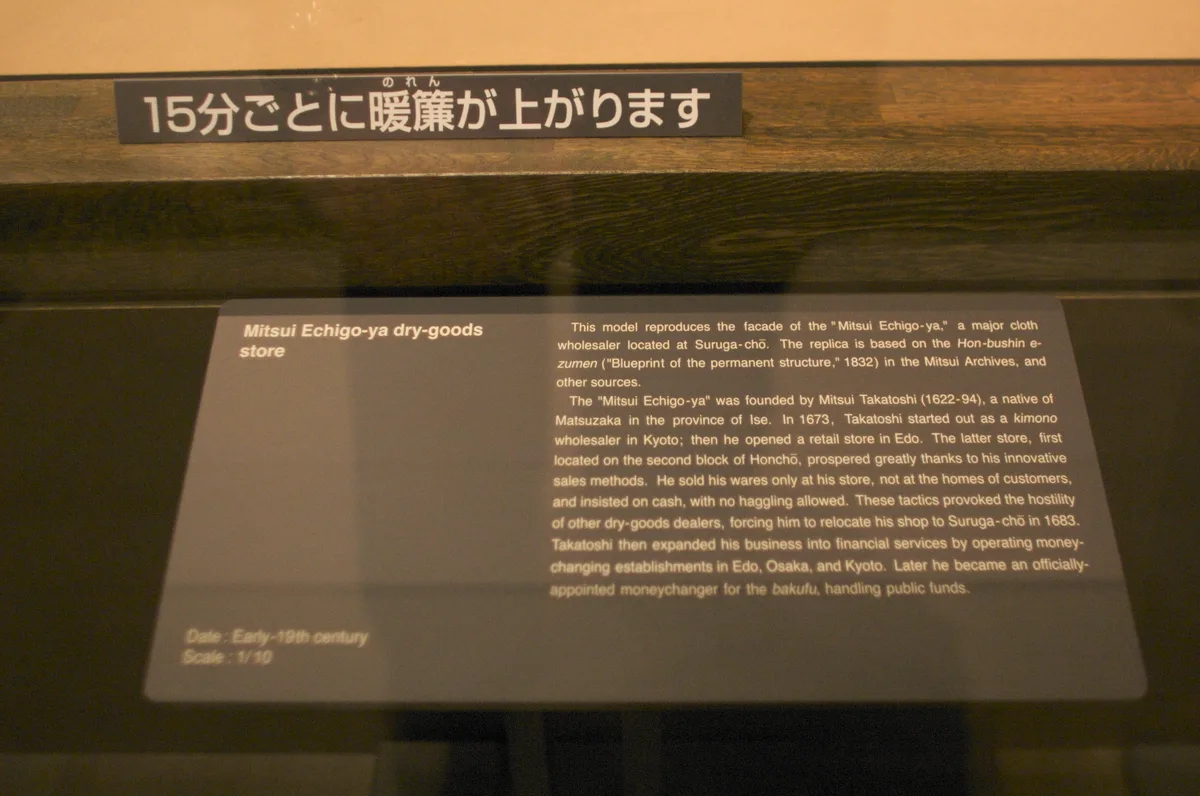 のれん
15分ごとに暖簾が上がります
Mitsui Echigo-ya dry-goods
store
This model reproduces the facade of the "Mitsui Echigo-ya," a major cloth
wholesaler located at Suruga-chō. The replica is based on the Hon-bushin e-
zumen ("Blueprint of the permanent structure," 1832) in the Mitsui Archives, and
other sources.
The "Mitsui Echigo-ya" was founded by Mitsui Takatoshi (1622-94), a native of
Matsuzaka in the province of Ise. In 1673, Takatoshi started out as a kimono
wholesaler in Kyoto; then he opened a retail store in Edo. The latter store, first
located on the second block of Honchō, prospered greatly thanks to his innovative
sales methods. He sold his wares only at his store, not at the homes of customers,
and insisted on cash, with no haggling allowed. These tactics provoked the hostility
of other dry-goods dealers, forcing him to relocate his shop to Suruga-chō in 1683.
Takatoshi then expanded his business into financial services by operating money-
changing establishments in Edo, Osaka, and Kyoto. Later he became an officially-
appointed moneychanger for the bakufu, handling public funds.
Date : Early-19th century
Scale : 1/10